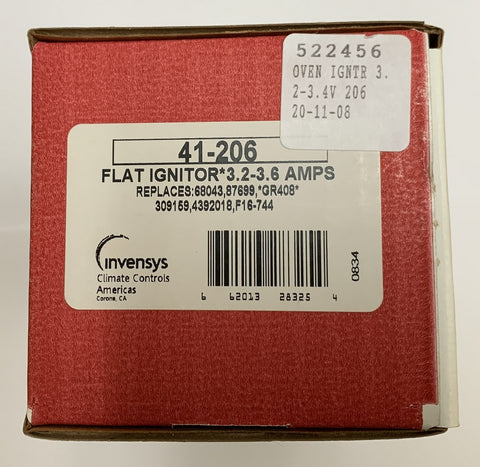 522456
OVEN IGNTR 3.
2-3.4V 206
20-11-08
41-206
FLAT IGNITOR*3.2-3.6 AMPS
REPLACES:68043,87699,*GR408*
309159,4392018,F16-744
invensys
Climate Controls
Americas
Corona, CA
6 62013 28325 4
0834